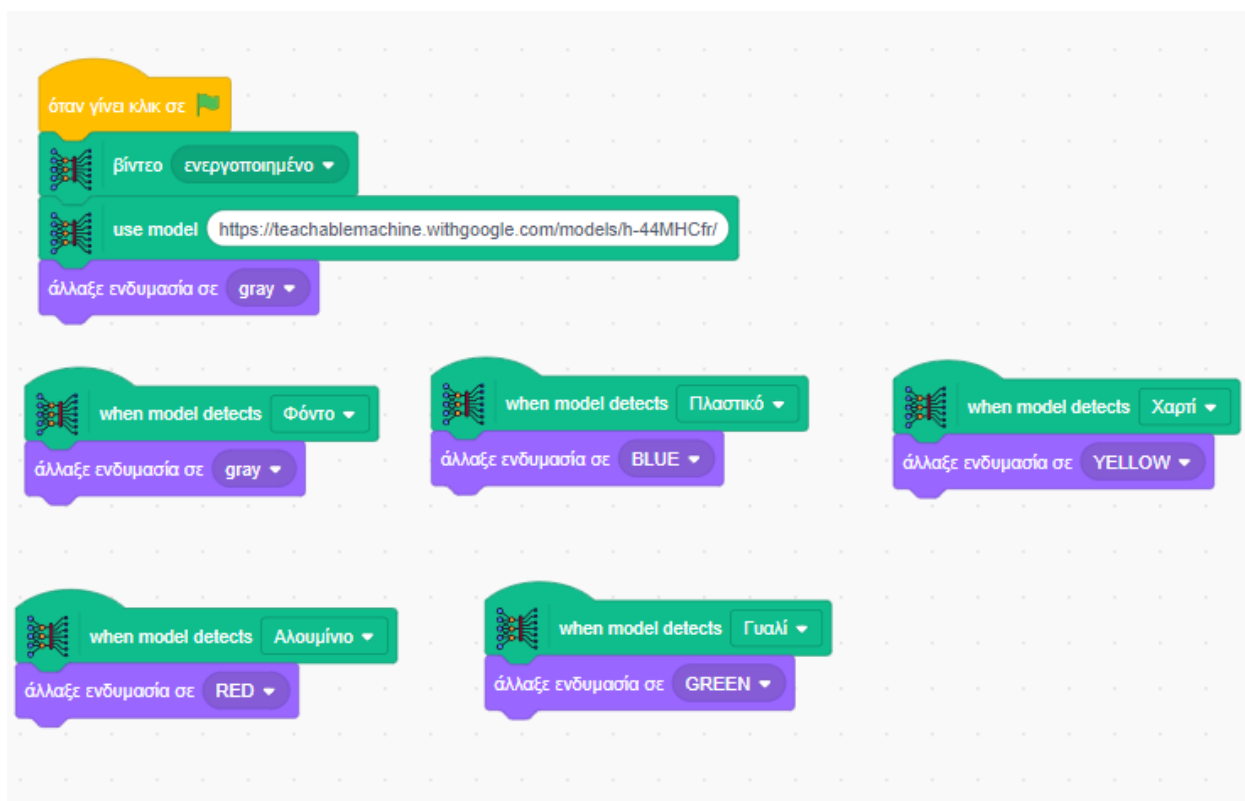 όταν γίνει κλικ σε
βίντεο ενεργοποιημένο
use model https://teachablemachine.withgoogle.com/models/h-44MHCfr/
άλλαξε ενδυμασία σε gray
when model detects Φόντο
άλλαξε ενδυμασία σε gray
when model detects Πλαστικό
άλλαξε ενδυμασία σε BLUE
when model detects Χαρτί
άλλαξε ενδυμασία σε YELLOW
when model detects Αλουμίνιο
άλλαξε ενδυμασία σε RED
when model detects Γυαλί
άλλαξε ενδυμασία σε GREEN